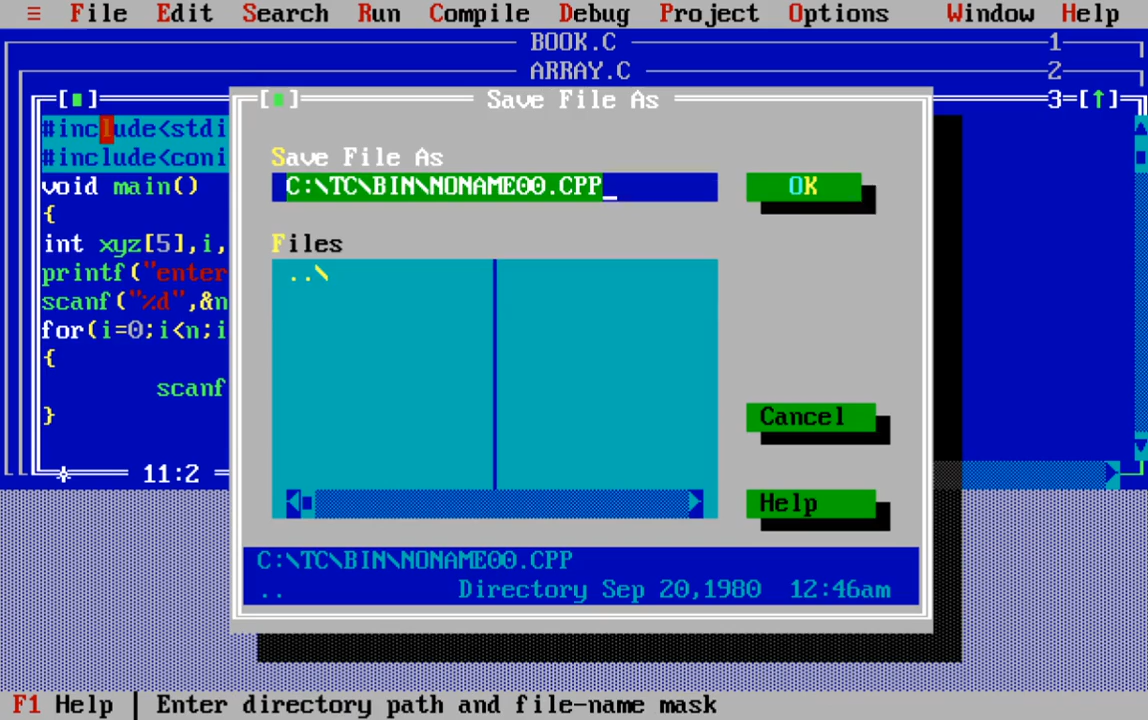 ≡ File Edit Search Run Compile Debug Project Options Window Help
BOOK.C 1
ARRAY.C 2
[■] 3=[↑]
[■] Save File As
#include<stdi
#include<coni
void main()
{
int xyz[5],i,
printf("enter
scanf("%d",&n
for(i=0;i<n;i
{
scanf
}
11:2
Save File As
C:\TC\BIN\NONAME00.CPP
OK
Files
..\
Cancel
Help
C:\TC\BIN\NONAME00.CPP
.. Directory Sep 20,1980 12:46am
F1 Help | Enter directory path and file-name mask